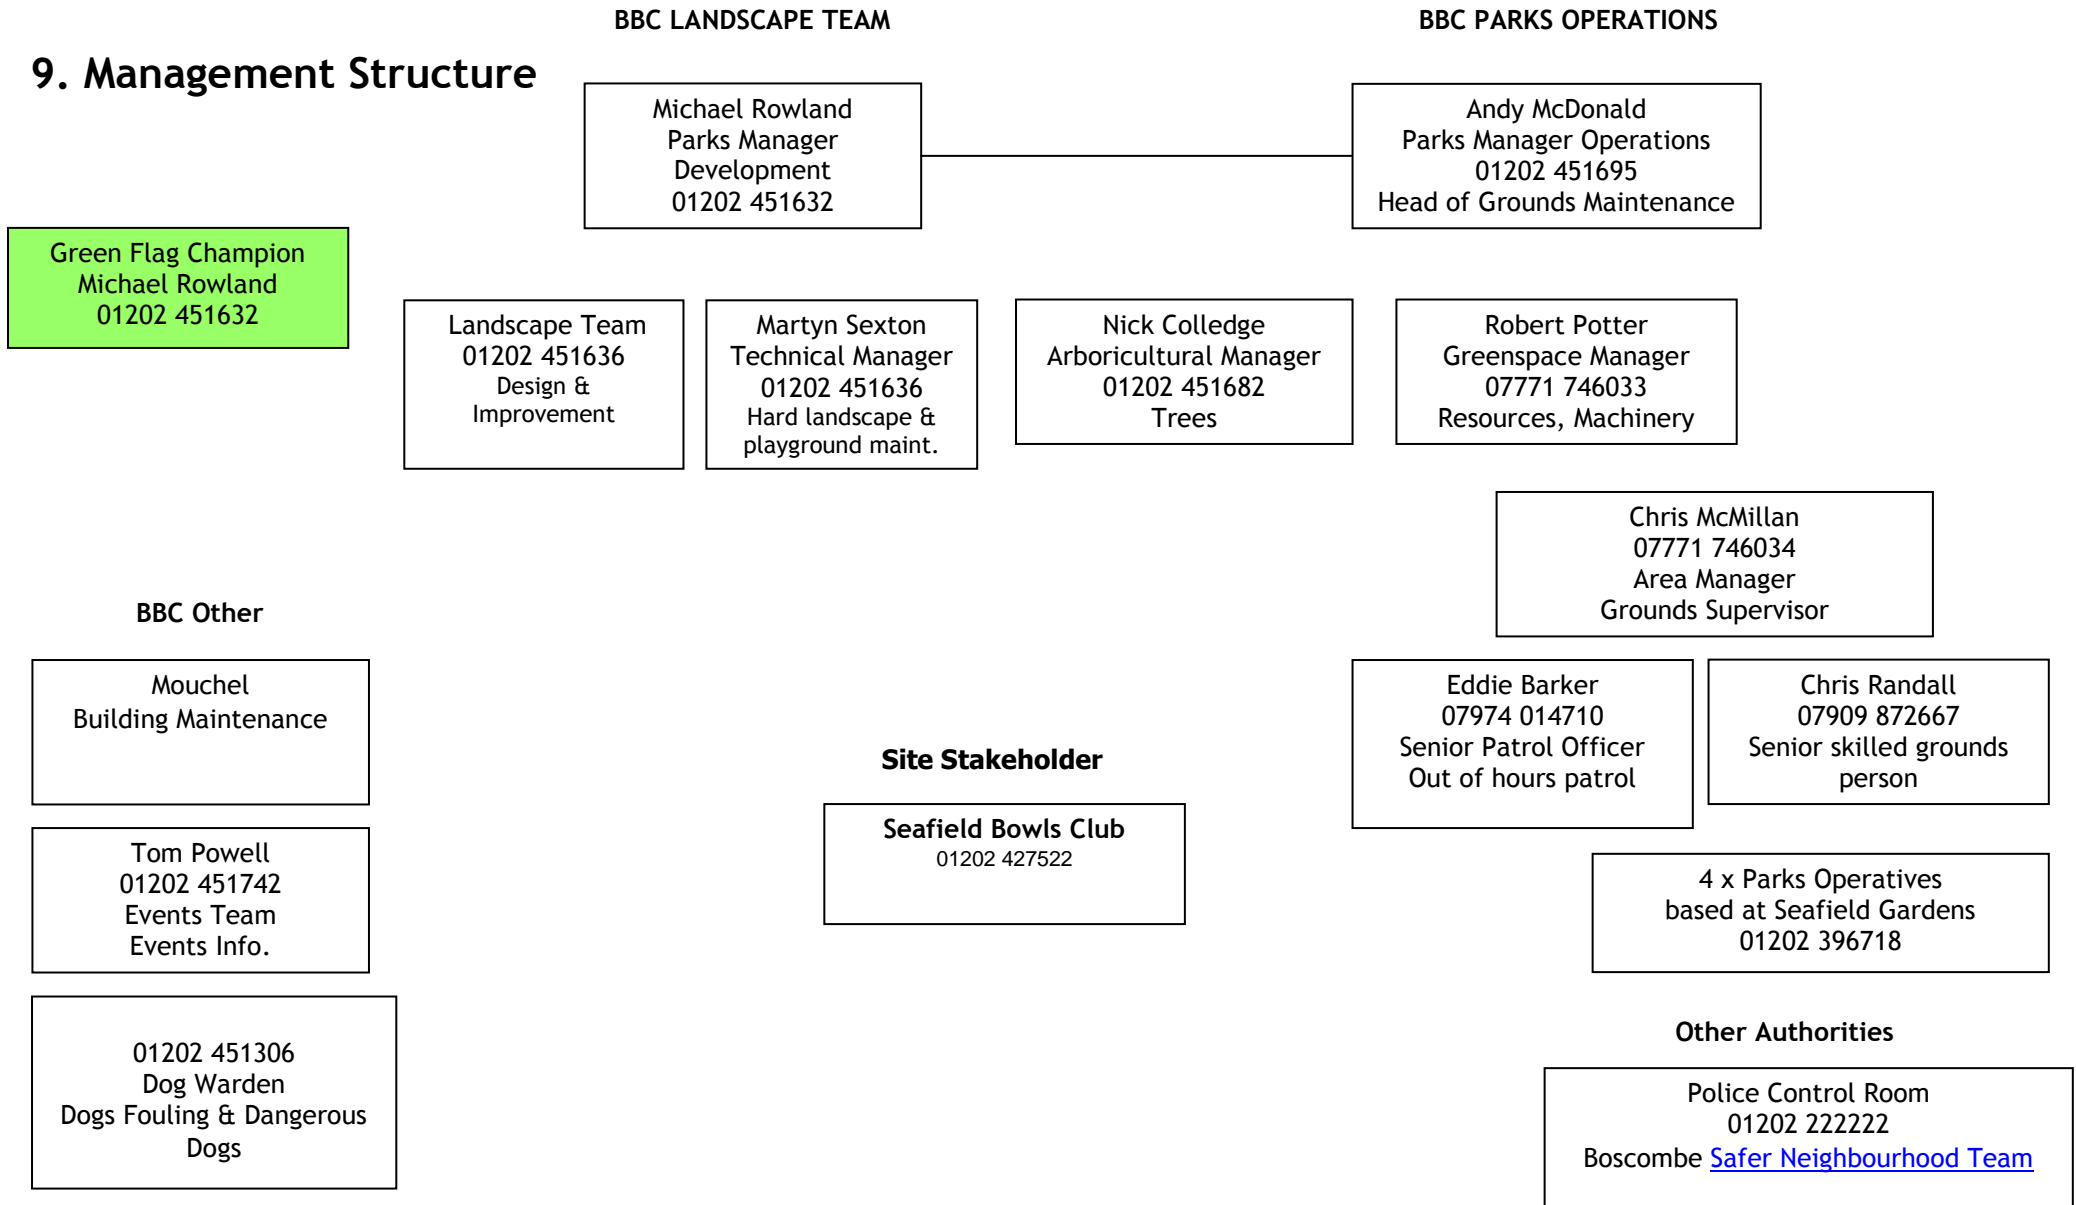 BBC LANDSCAPE TEAM
BBC PARKS OPERATIONS
9. Management Structure
Michael Rowland
Parks Manager
Development
01202 451632
Andy McDonald
Parks Manager Operations
01202 451695
Head of Grounds Maintenance
Green Flag Champion
Michael Rowland
01202 451632
Landscape Team
01202 451636
Design &
Improvement
Martyn Sexton
Technical Manager
01202 451636
Hard landscape &
playground maint.
Nick Colledge
Arboricultural Manager
01202 451682
Trees
Robert Potter
Greenspace Manager
07771 746033
Resources, Machinery
Chris McMillan
07771 746034
Area Manager
Grounds Supervisor
BBC Other
Mouchel
Building Maintenance
Eddie Barker
07974 014710
Senior Patrol Officer
Out of hours patrol
Chris Randall
07909 872667
Senior skilled grounds
person
Site Stakeholder
Seafield Bowls Club
01202 427522
Tom Powell
01202 451742
Events Team
Events Info.
4 x Parks Operatives
based at Seafield Gardens
01202 396718
01202 451306
Dog Warden
Dogs Fouling & Dangerous
Dogs
Other Authorities
Police Control Room
01202 222222
Boscombe Safer Neighbourhood Team